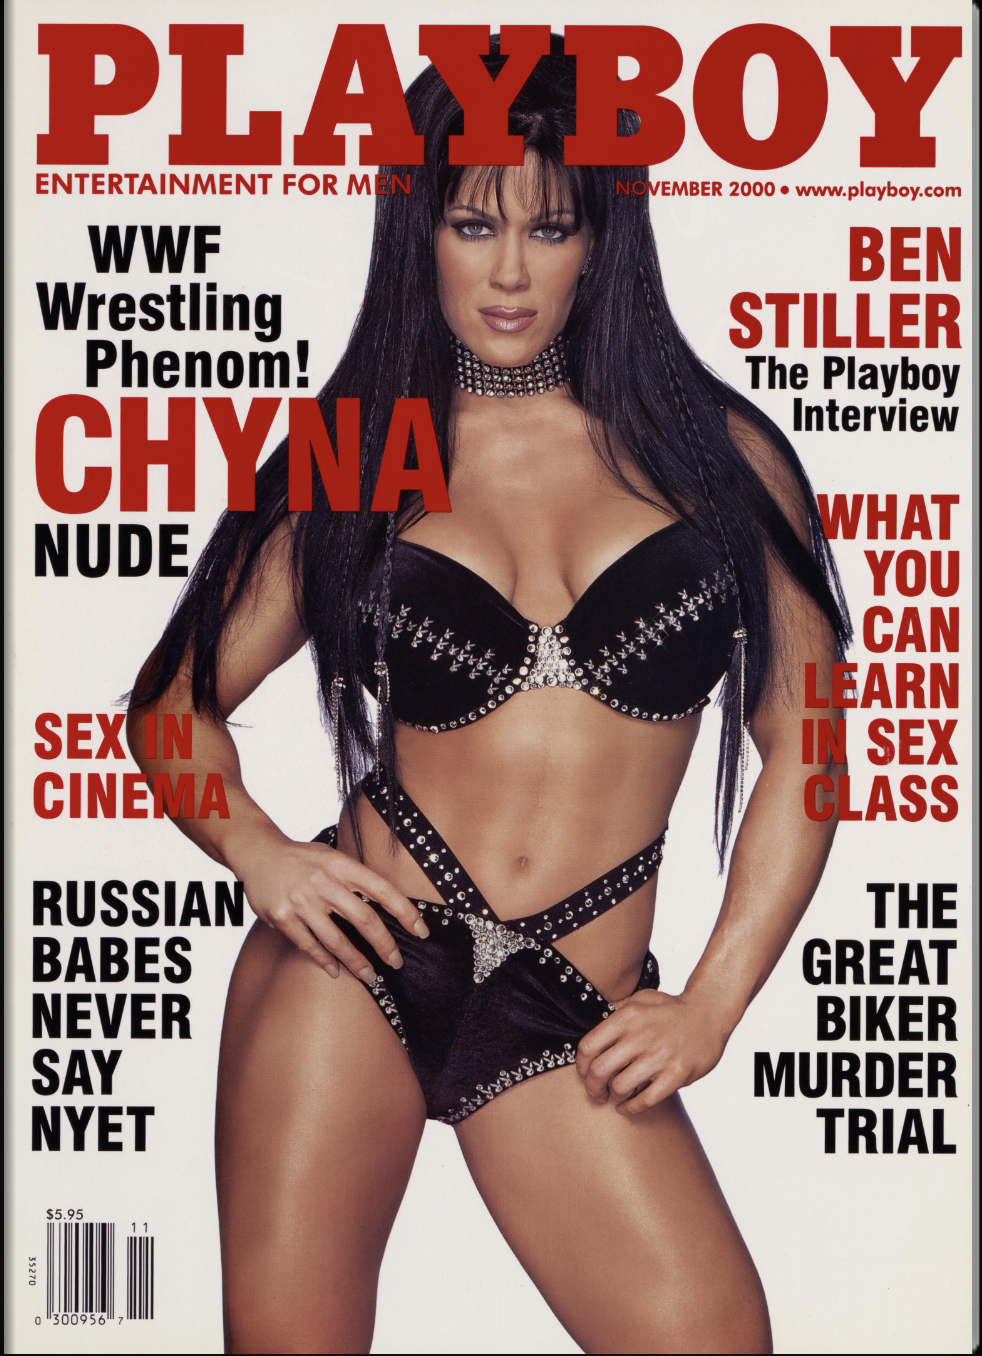 PLAYBOY
ENTERTAINMENT FOR MEN
NOVEMBER 2000 • www.playboy.com
WWF
Wrestling
Phenom!
CHYNA
NUDE
SEX IN
CINEMA
RUSSIAN
BABES
NEVER
SAY
NYET
BEN
STILLER
The Playboy
Interview
WHAT
YOU
CAN
LEARN
IN SEX
CLASS
THE
GREAT
BIKER
MURDER
TRIAL
$5.95
11
35270
0 300956 7